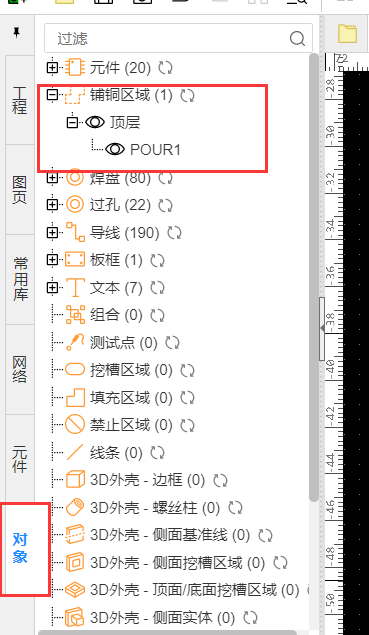 过滤
元件 (20)
铺铜区域 (1)
顶层
POUR1
焊盘 (80)
过孔 (22)
导线 (190)
板框 (1)
文本 (7)
组合 (0)
测试点 (0)
挖槽区域 (0)
填充区域 (0)
禁止区域 (0)
线条 (0)
3D外壳 - 边框 (0)
3D外壳 - 螺丝柱 (0)
3D外壳 - 侧面基准线 (0)
3D外壳 - 侧面挖槽区域 (0)
3D外壳 - 顶面/底面挖槽区域 (0)
3D外壳 - 侧面实体 (0)
工程
图页
常用库
网络
元件
对象
-28
-30
-32
-34
-36
-38
-40
-42
-44
-46
-48
-50